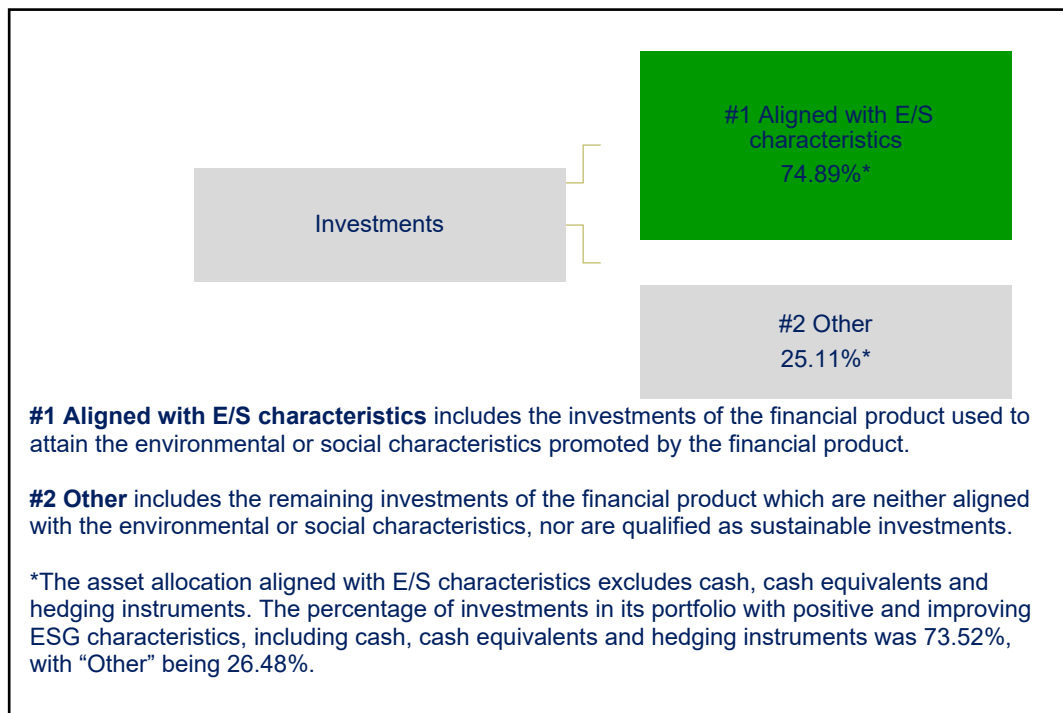 #1 Aligned with E/S
characteristics
74.89%*
Investments
#2 Other
25.11%*
#1 Aligned with E/S characteristics includes the investments of the financial product used to
attain the environmental or social characteristics promoted by the financial product.
#2 Other includes the remaining investments of the financial product which are neither aligned
with the environmental or social characteristics, nor are qualified as sustainable investments.
*The asset allocation aligned with E/S characteristics excludes cash, cash equivalents and
hedging instruments. The percentage of investments in its portfolio with positive and improving
ESG characteristics, including cash, cash equivalents and hedging instruments was 73.52%,
with “Other” being 26.48%.